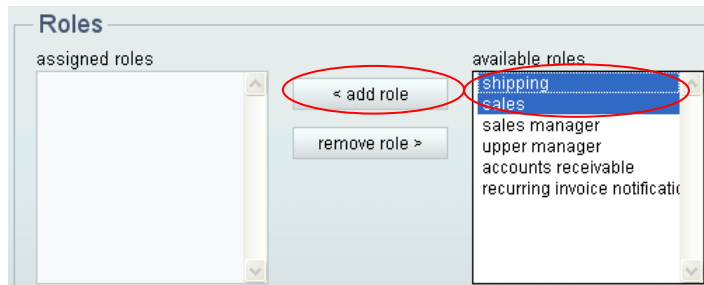 Roles
assigned roles
available roles
< add role
remove role >
shipping
sales
sales manager
upper manager
accounts receivable
recurring invoice